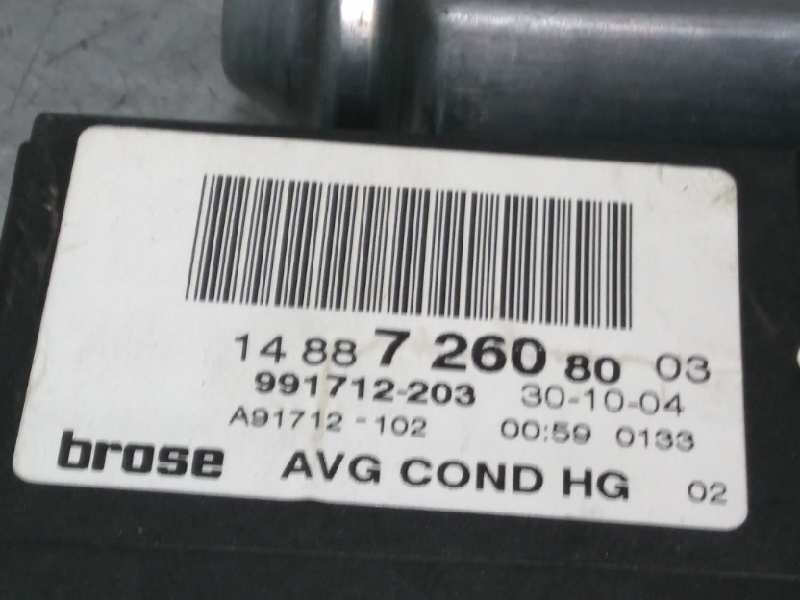 14 88 7 260 80 03
991712-203 30-10-04
A91712-102 00:59 0133
brose AVG COND HG 02